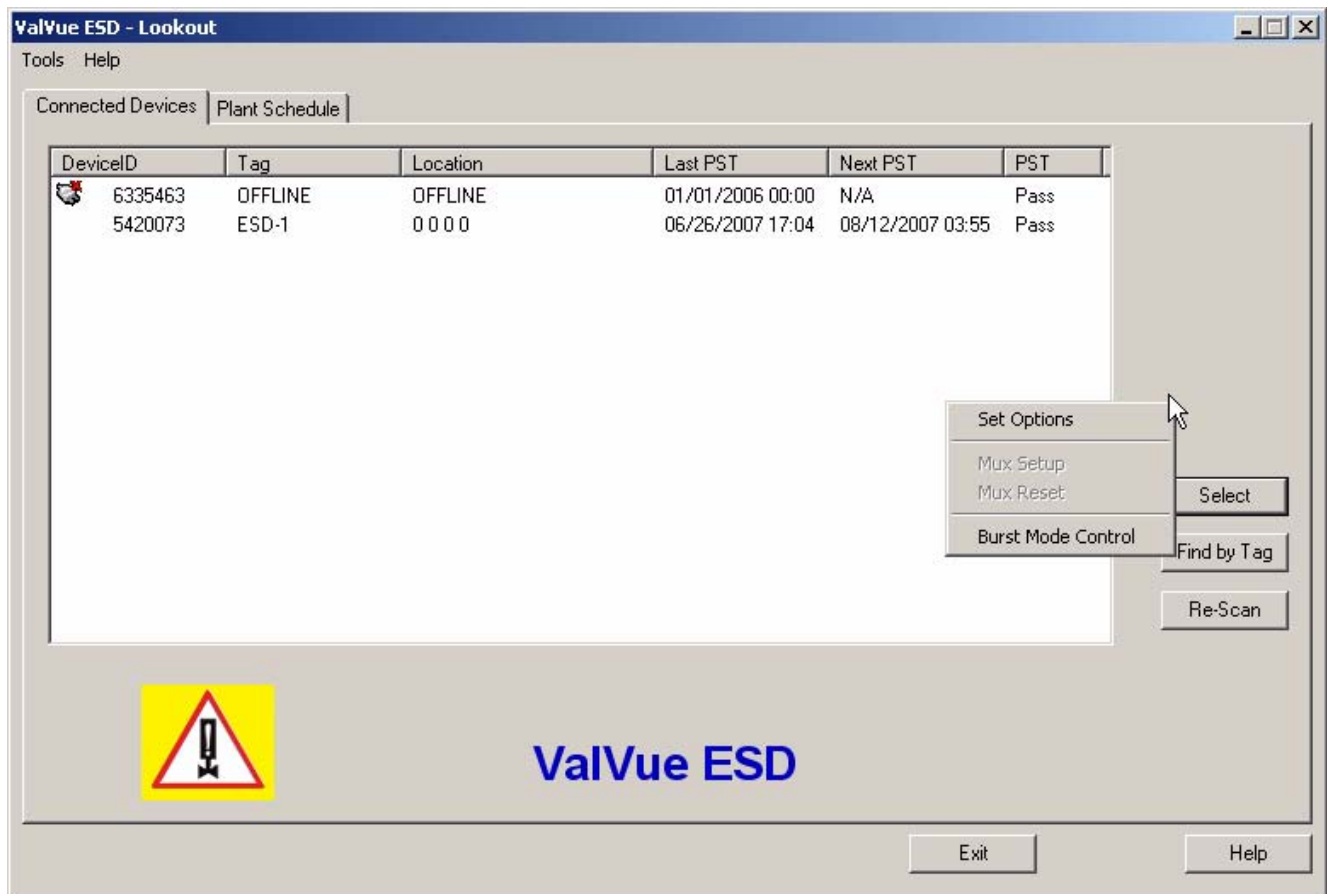 ValVue ESD - Lookout
Tools Help
Connected Devices Plant Schedule
DeviceID Tag Location Last PST Next PST PST
6335463 OFFLINE OFFLINE 01/01/2006 00:00 N/A Pass
5420073 ESD-1 0 0 0 0 06/26/2007 17:04 08/12/2007 03:55 Pass
Set Options
Mux Setup
Mux Reset
Burst Mode Control
Select
Find by Tag
Re-Scan
ValVue ESD
Exit Help